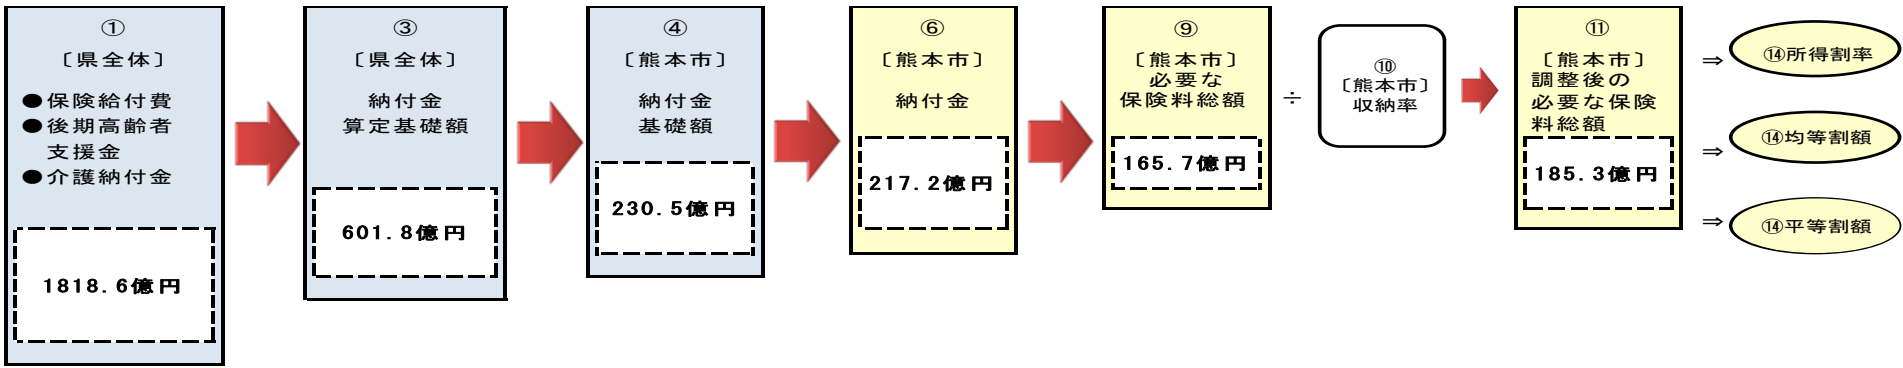 ①
〔県全体〕
●保険給付費
●後期高齢者
支援金
●介護納付金
1818.6億円
③
〔県全体〕
納付金
算定基礎額
601.8億円
④
〔熊本市〕
納付金
基礎額
230.5億円
⑥
〔熊本市〕
納付金
217.2億円
⑨
〔熊本市〕
必要な
保険料総額
165.7億円
÷
⑩
〔熊本市〕
収納率
⑪
〔熊本市〕
調整後の
必要な保険
料総額
185.3億円
⇒
⑭所得割率
⇒
⑭均等割額
⇒
⑭平等割額